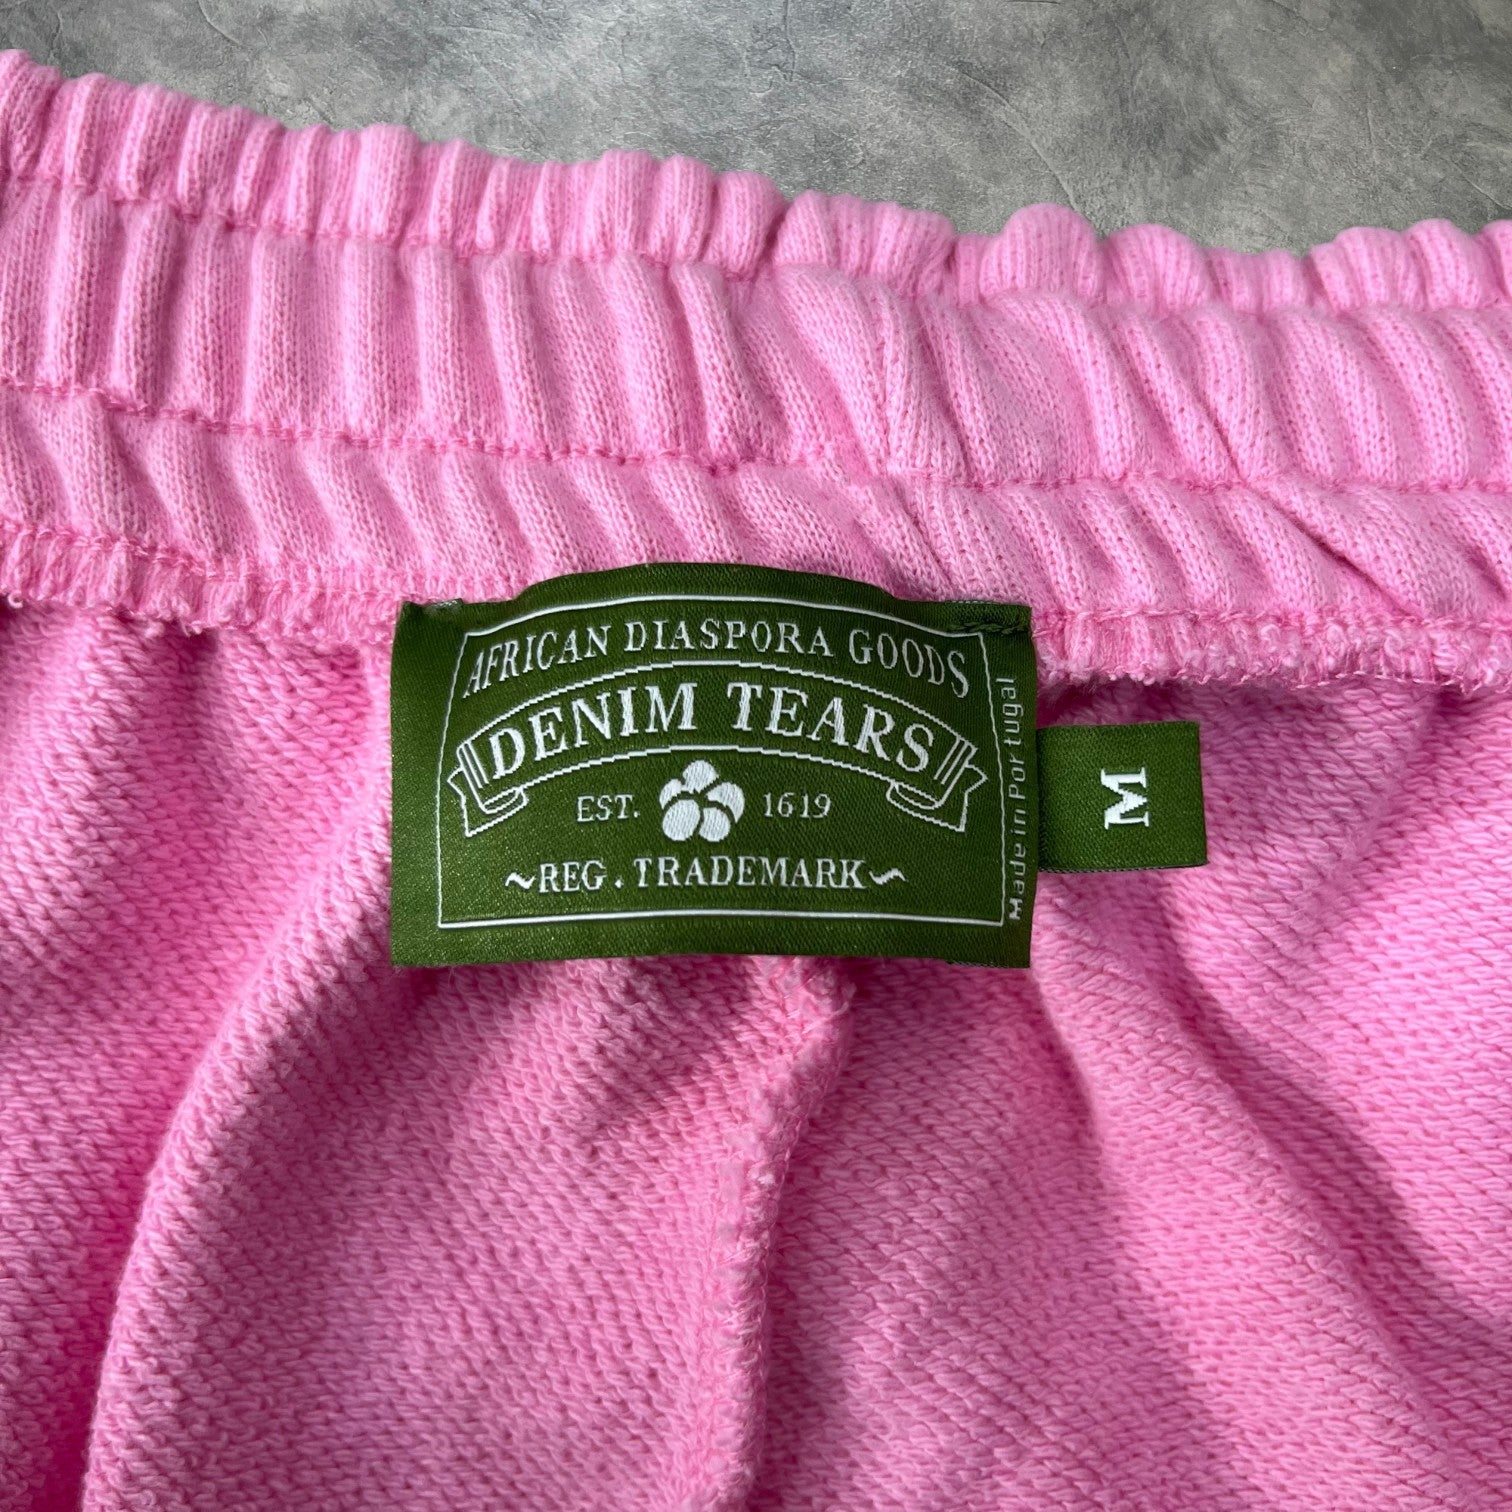 AFRICAN DIASPORA GOODS
DENIM TEARS
EST. 1619
~REG. TRADEMARK~
Made in Portugal
M